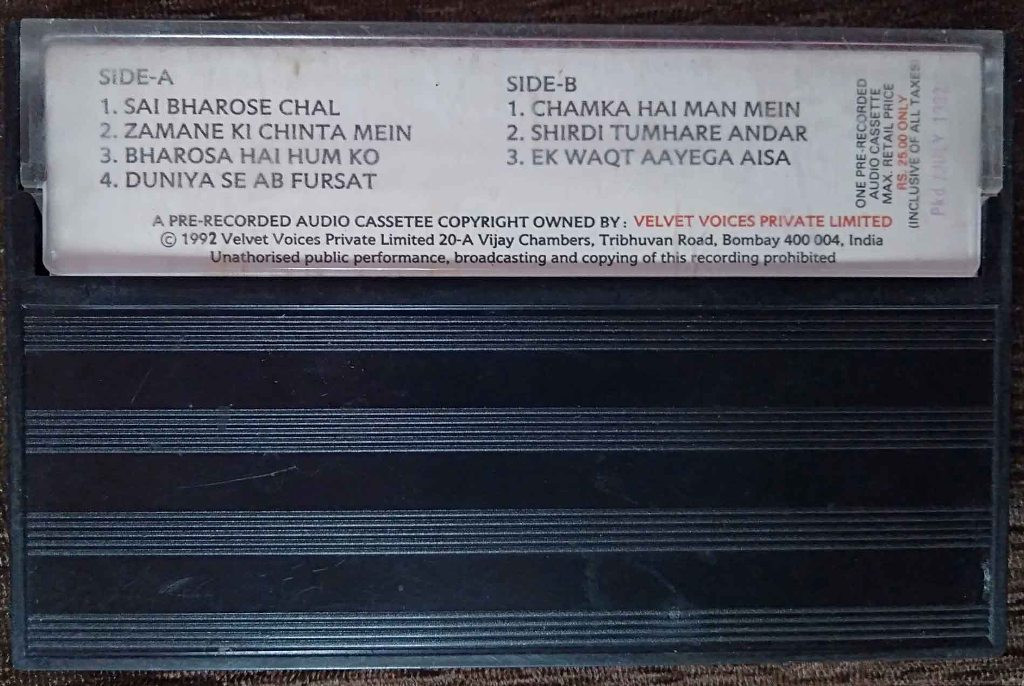 SIDE-A
1. SAI BHAROSE CHAL
2. ZAMANE KI CHINTA MEIN
3. BHAROSA HAI HUM KO
4. DUNIYA SE AB FURSAT
SIDE-B
1. CHAMKA HAI MAN MEIN
2. SHIRDI TUMHARE ANDAR
3. EK WAQT AAYEGA AISA
ONE PRE-RECORDED
AUDIO CASSETTE
MAX. RETAIL PRICE
RS. 25.00 ONLY
(INCLUSIVE OF ALL TAXES)
Pkd
A PRE-RECORDED AUDIO CASSETEE COPYRIGHT OWNED BY: VELVET VOICES PRIVATE LIMITED
© 1992 Velvet Voices Private Limited 20-A Vijay Chambers, Tribhuvan Road, Bombay 400 004, India
Unathorised public performance, broadcasting and copying of this recording prohibited